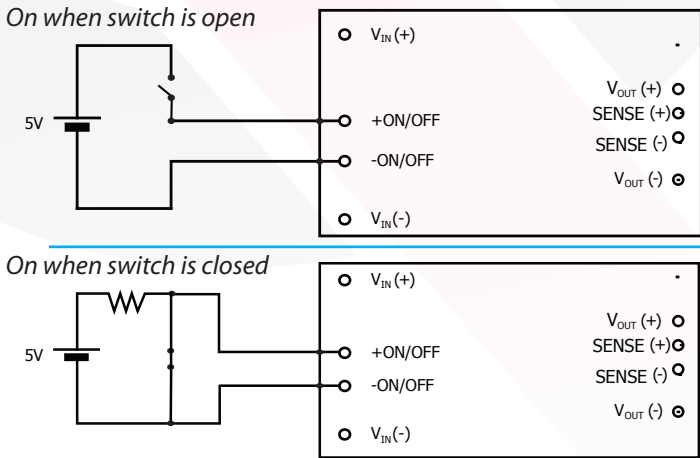 On when switch is open
V_IN (+)
V_OUT (+)
5V
+ON/OFF
SENSE (+)
SENSE (-)
-ON/OFF
V_OUT (-)
V_IN (-)
On when switch is closed
V_IN (+)
V_OUT (+)
5V
+ON/OFF
SENSE (+)
SENSE (-)
-ON/OFF
V_OUT (-)
V_IN (-)